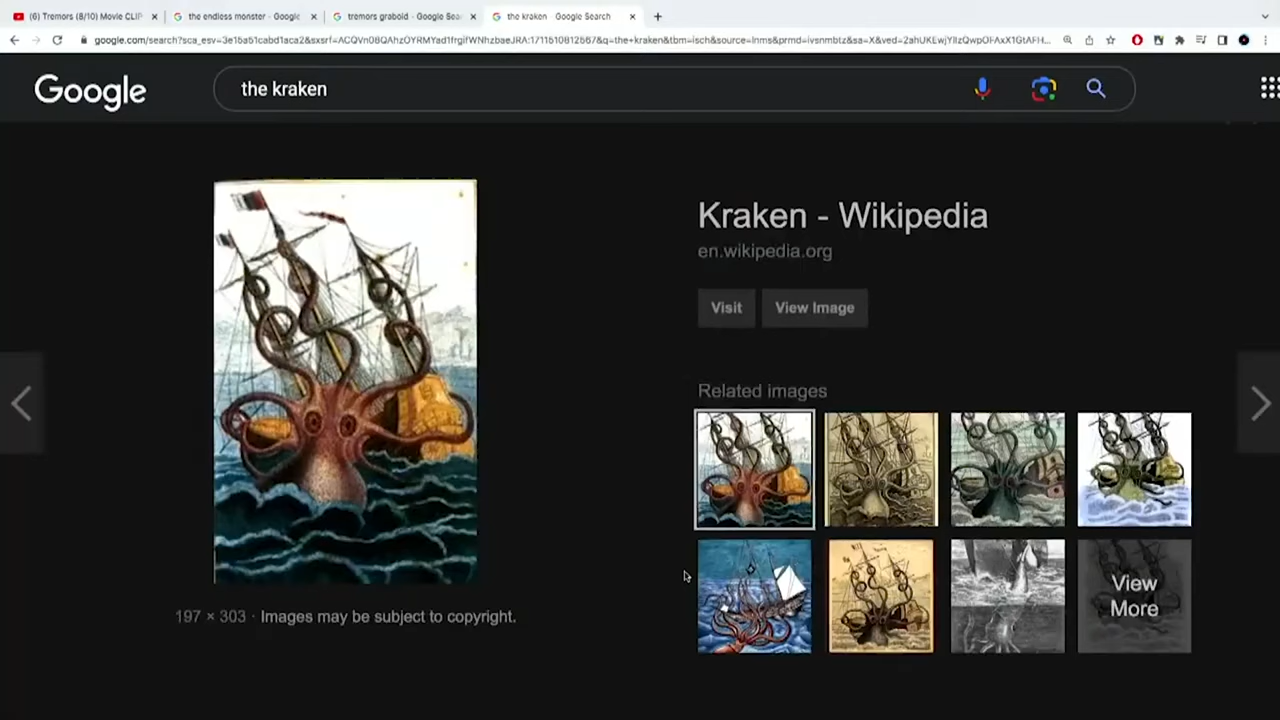 (6) Tremors (8/10) Movie CLIP
the endless monster - Google
tremors graboid - Google Sea
the kraken - Google Search
Google
the kraken
Kraken - Wikipedia
en.wikipedia.org
Visit
View Image
Related images
View
More
197 × 303 · Images may be subject to copyright.